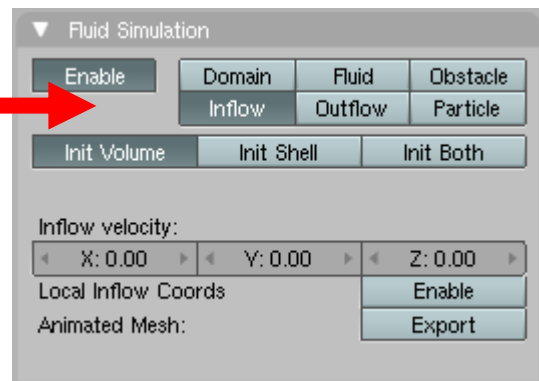 Fluid Simulation
Enable Domain Fluid Obstacle
Inflow Outflow Particle
Init Volume Init Shell Init Both
Inflow velocity:
X: 0.00 Y: 0.00 Z: 0.00
Local Inflow Coords Enable
Animated Mesh: Export